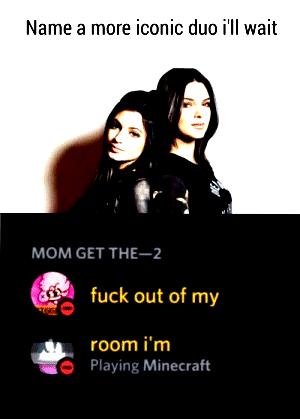 Name a more iconic duo i'll wait
MOM GET THE—2
fuck out of my
room i'm
Playing Minecraft